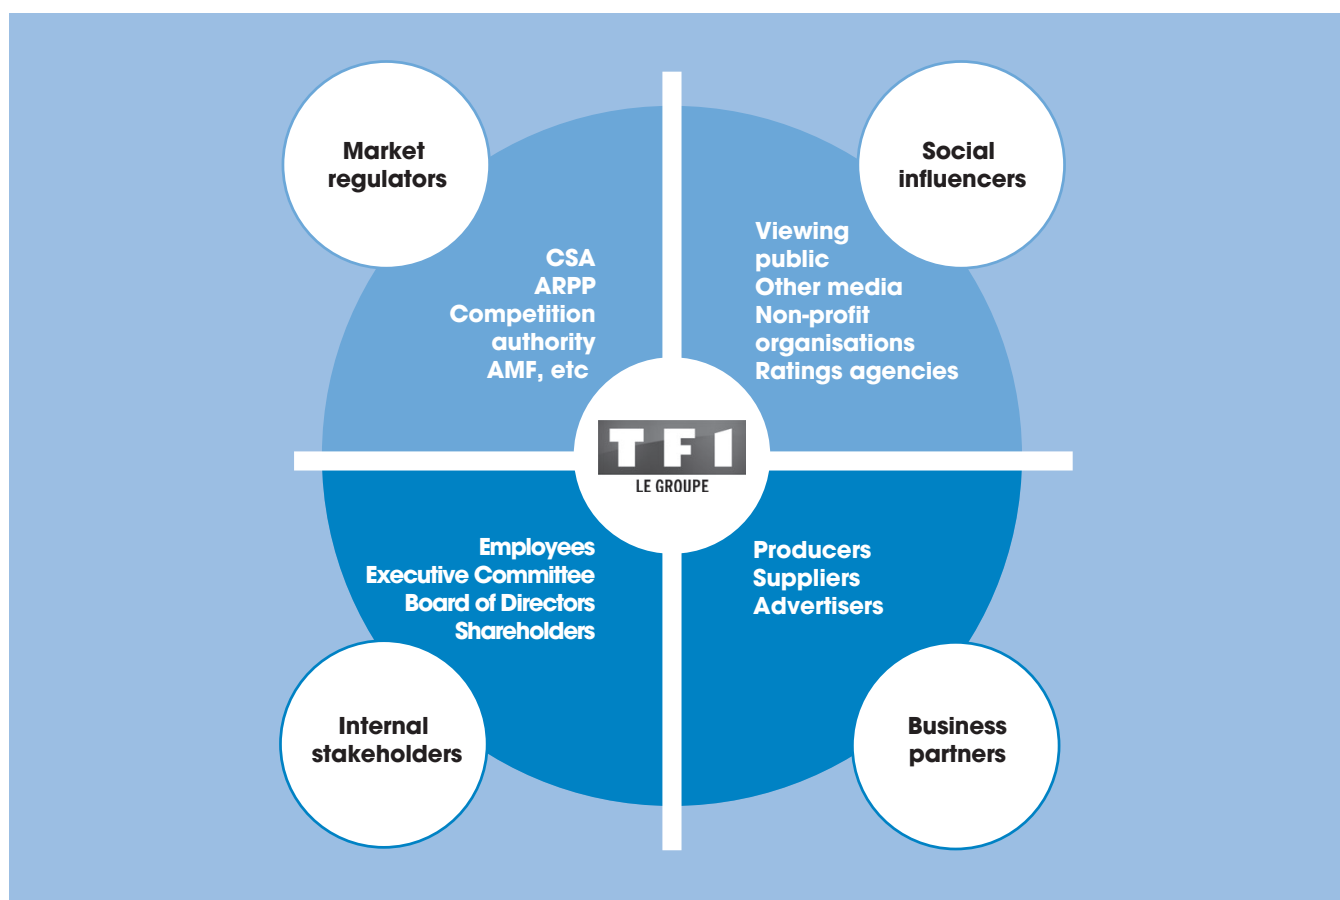 Market
regulators
CSA
ARPP
Competition
authority
AMF, etc
Social
influencers
Viewing
public
Other media
Non-profit
organisations
Ratings agencies
TF1
LE GROUPE
Employees
Executive Committee
Board of Directors
Shareholders
Internal
stakeholders
Producers
Suppliers
Advertisers
Business
partners